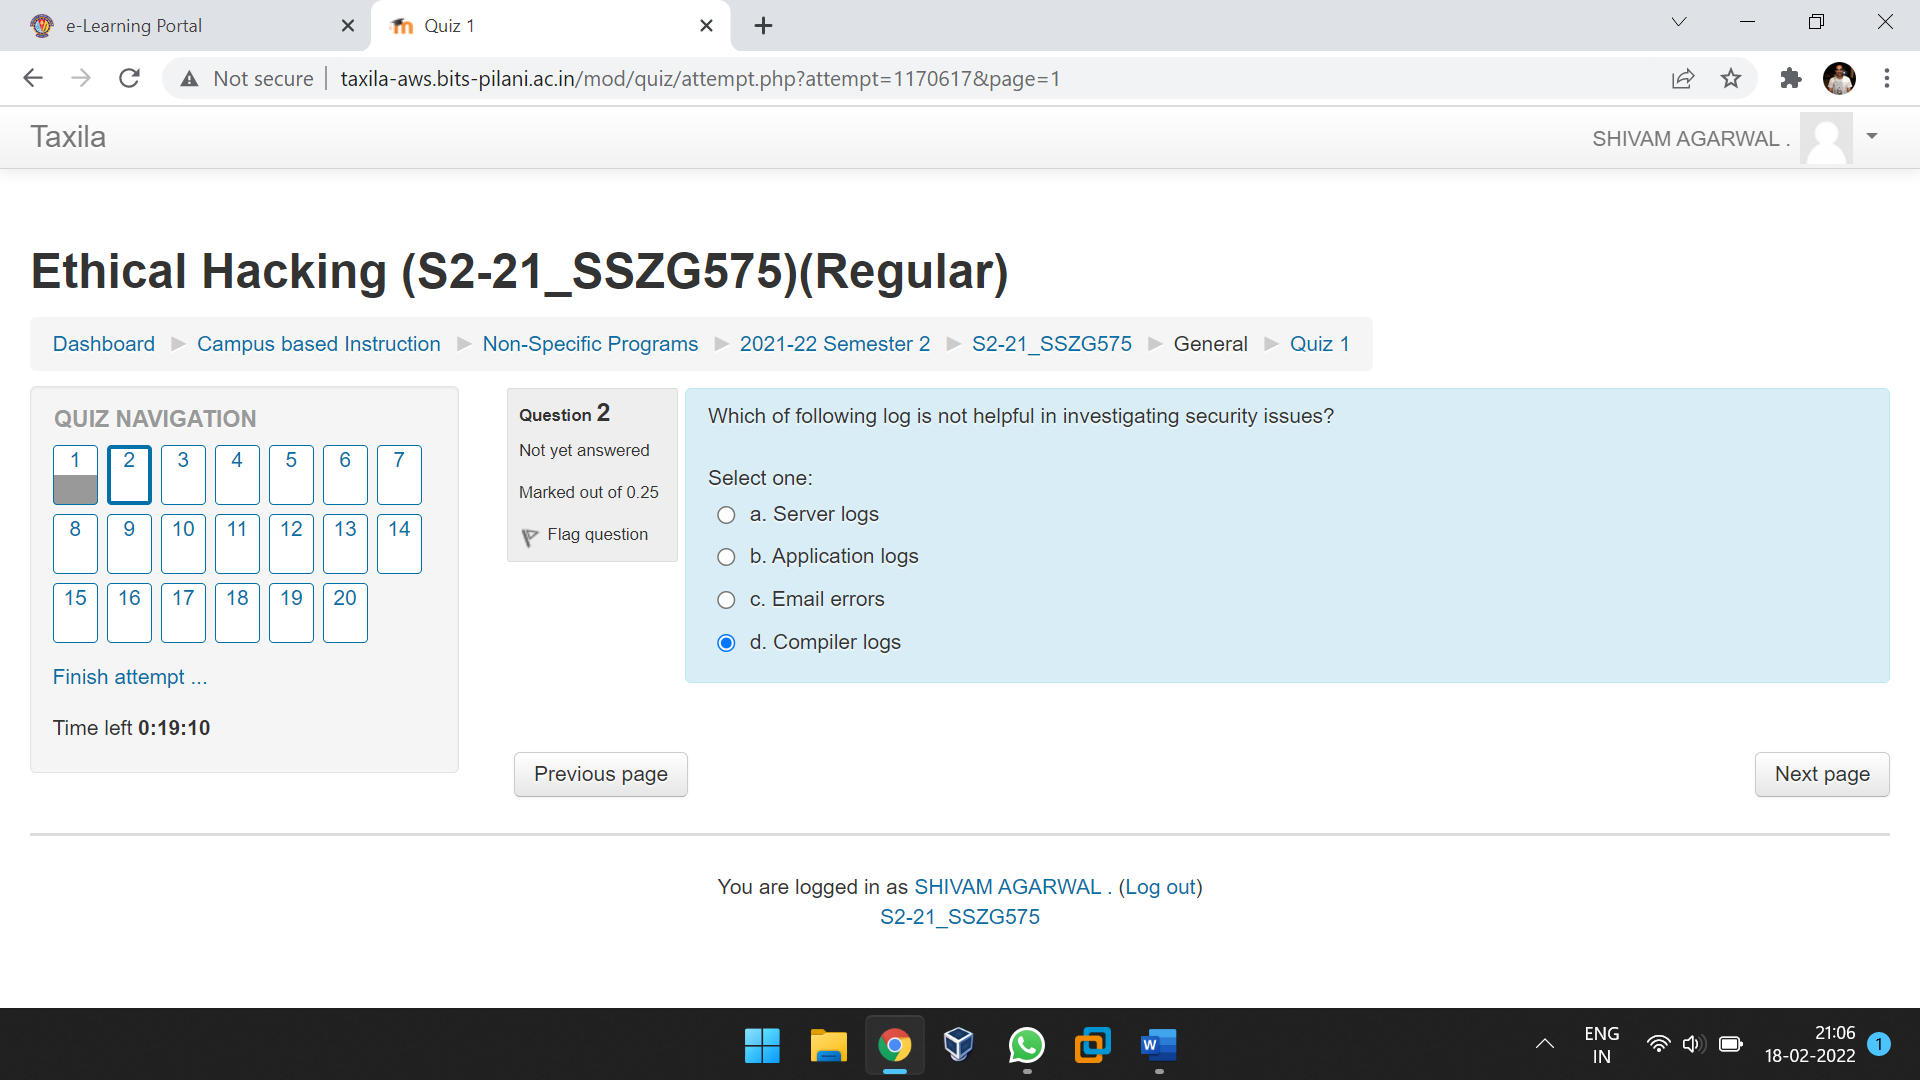 e-Learning Portal
Quiz 1
Not secure
taxila-aws.bits-pilani.ac.in/mod/quiz/attempt.php?attempt=1170617&page=1
Taxila
SHIVAM AGARWAL .
Ethical Hacking (S2-21_SSZG575)(Regular)
Dashboard ► Campus based Instruction ► Non-Specific Programs ► 2021-22 Semester 2 ► S2-21_SSZG575 ► General ► Quiz 1
QUIZ NAVIGATION
1 2 3 4 5 6 7
8 9 10 11 12 13 14
15 16 17 18 19 20
Finish attempt ...
Time left 0:19:10
Question 2
Not yet answered
Marked out of 0.25
Flag question
Which of following log is not helpful in investigating security issues?
Select one:
a. Server logs
b. Application logs
c. Email errors
d. Compiler logs
Previous page
Next page
You are logged in as SHIVAM AGARWAL . (Log out)
S2-21_SSZG575
W
ENG
IN
21:06
18-02-2022
1